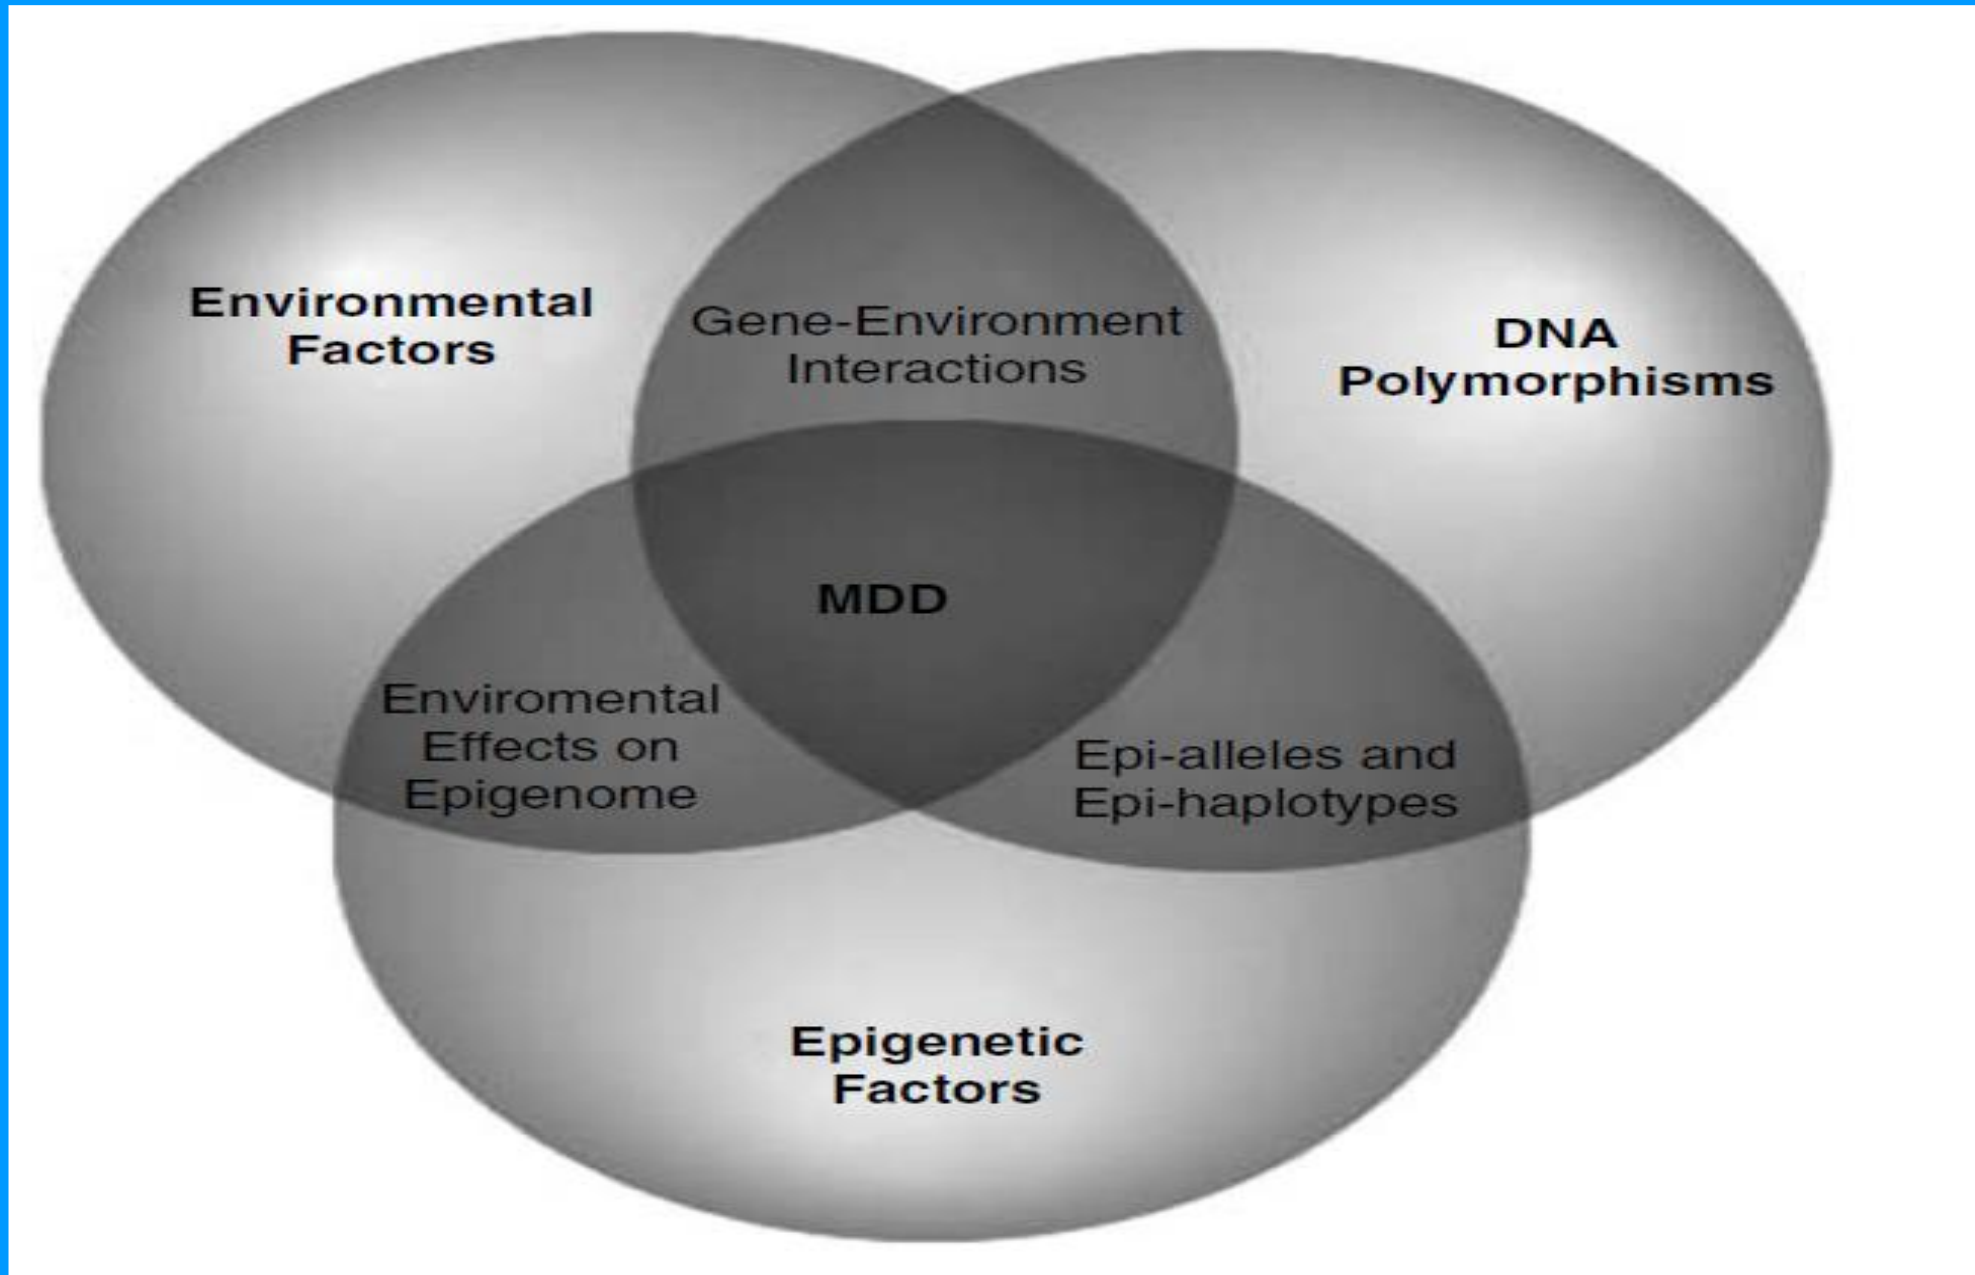 Environmental
Factors
Gene-Environment
Interactions
DNA
Polymorphisms
MDD
Enviromental
Effects on
Epigenome
Epi-alleles and
Epi-haplotypes
Epigenetic
Factors